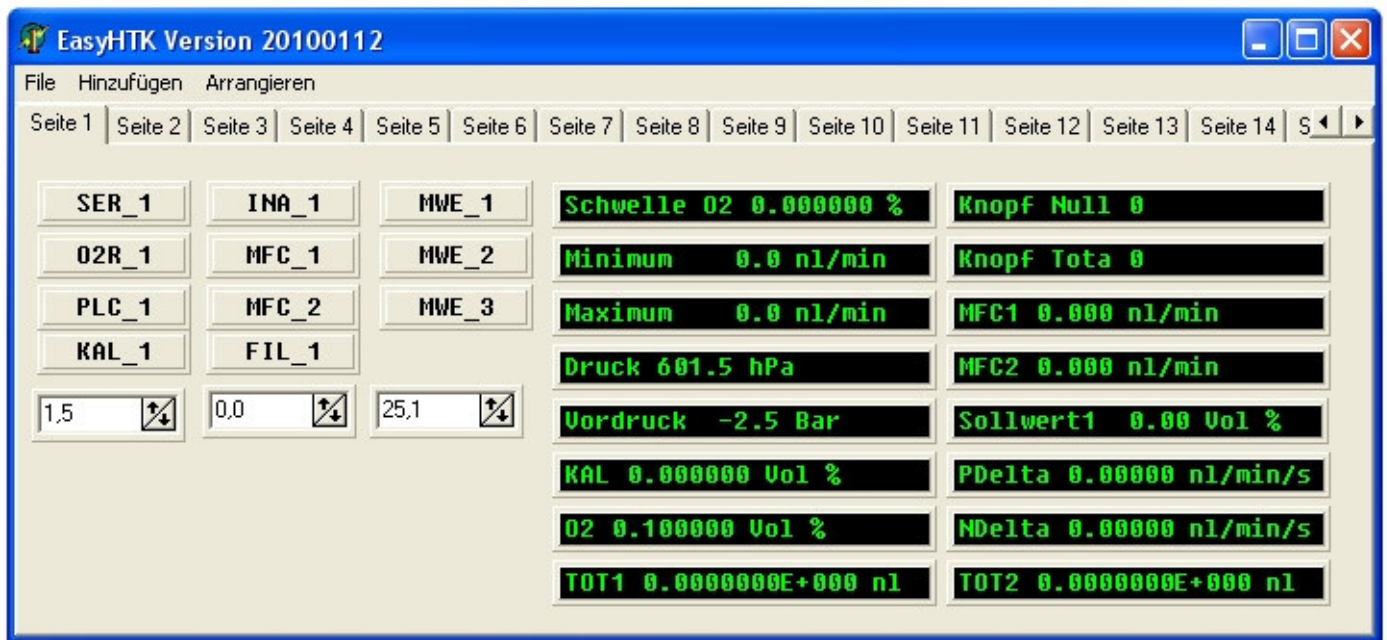 EasyHTK Version 20100112
File Hinzufügen Arrangieren
Seite 1 Seite 2 Seite 3 Seite 4 Seite 5 Seite 6 Seite 7 Seite 8 Seite 9 Seite 10 Seite 11 Seite 12 Seite 13 Seite 14 S
SER_1 INA_1 MWE_1 Schwelle O2 0.000000 % Knopf Null 0
O2R_1 MFC_1 MWE_2 Minimum 0.0 nl/min Knopf Tota 0
PLC_1 MFC_2 MWE_3 Maximum 0.0 nl/min MFC1 0.000 nl/min
KAL_1 FIL_1 Druck 601.5 hPa MFC2 0.000 nl/min
1,5 0,0 25,1 Vordruck -2.5 Bar Sollwert1 0.00 Vol %
KAL 0.000000 Vol % PDelta 0.00000 nl/min/s
O2 0.100000 Vol % NDelta 0.00000 nl/min/s
TOT1 0.0000000E+000 nl TOT2 0.0000000E+000 nl